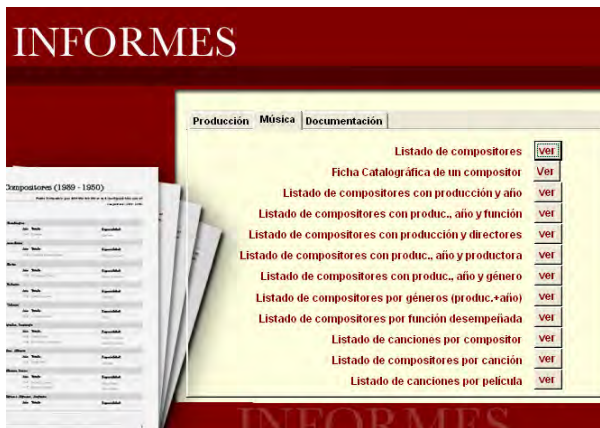 INFORMES
Producción Música Documentación
Listado de compositores ver
Ficha Catalográfica de un compositor Ver
Listado de compositores con producción y año ver
Listado de compositores con produc., año y función ver
Listado de compositores con producción y directores ver
Listado de compositores con produc., año y productora ver
Listado de compositores con produc., año y género ver
Listado de compositores por géneros (produc.+año) ver
Listado de compositores por función desempeñada ver
Listado de canciones por compositor ver
Listado de compositores por canción ver
Listado de canciones por película ver
Compositores (1989 - 1950)
INFORMES